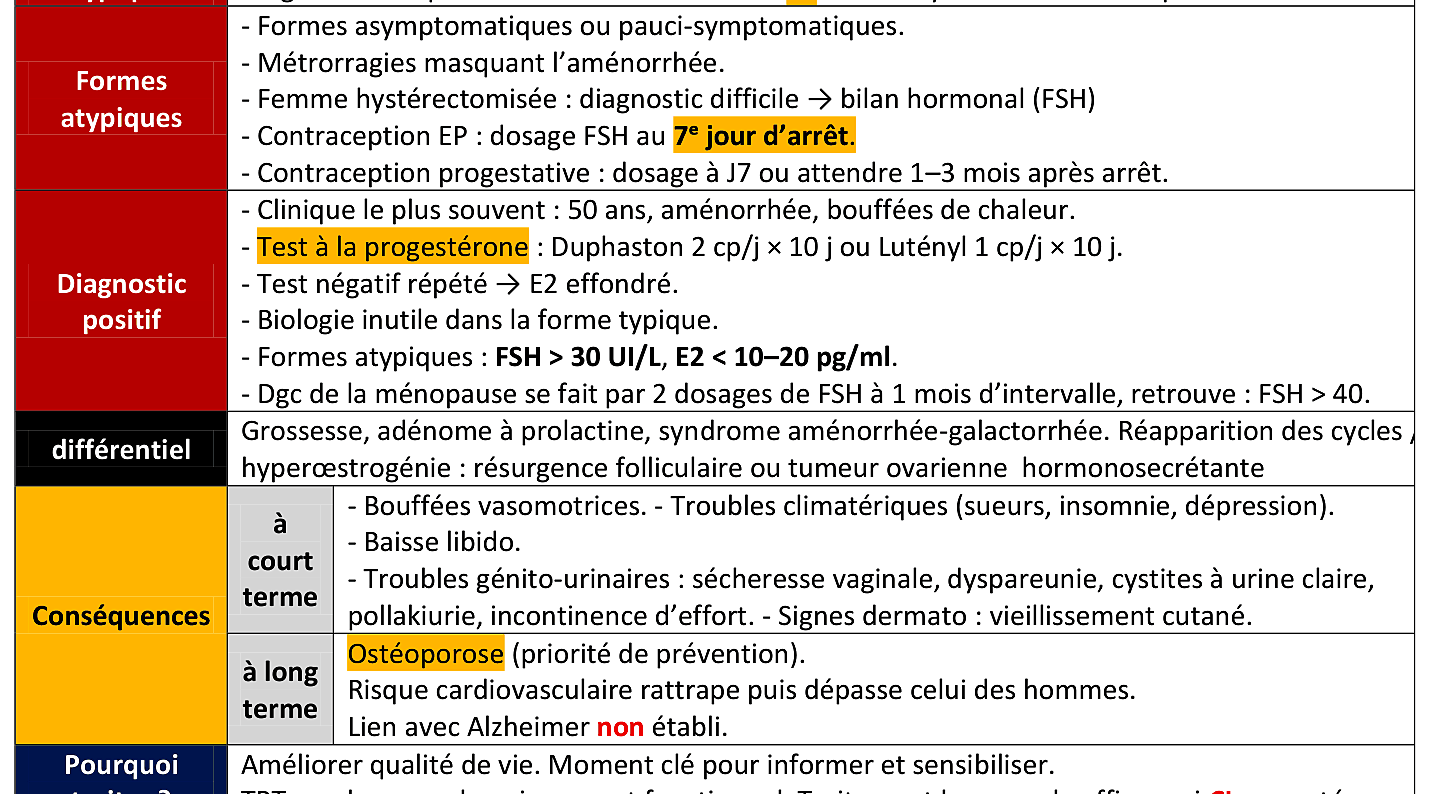 Formes
atypiques
- Formes asymptomatiques ou pauci-symptomatiques.
- Métrorragies masquant l’aménorrhée.
- Femme hystérectomisée : diagnostic difficile → bilan hormonal (FSH)
- Contraception EP : dosage FSH au 7e jour d’arrêt.
- Contraception progestative : dosage à J7 ou attendre 1–3 mois après arrêt.
Diagnostic
positif
- Clinique le plus souvent : 50 ans, aménorrhée, bouffées de chaleur.
- Test à la progestérone : Duphaston 2 cp/j × 10 j ou Lutényl 1 cp/j × 10 j.
- Test négatif répété → E2 effondré.
- Biologie inutile dans la forme typique.
- Formes atypiques : FSH > 30 UI/L, E2 < 10–20 pg/ml.
- Dgc de la ménopause se fait par 2 dosages de FSH à 1 mois d’intervalle, retrouve : FSH > 40.
différentiel
Grossesse, adénome à prolactine, syndrome aménorrhée-galactorrhée. Réapparition des cycles /
hyperœstrogénie : résurgence folliculaire ou tumeur ovarienne hormonosecrétante
Conséquences
à
court
terme
- Bouffées vasomotrices. - Troubles climatériques (sueurs, insomnie, dépression).
- Baisse libido.
- Troubles génito-urinaires : sécheresse vaginale, dyspareunie, cystites à urine claire,
pollakiurie, incontinence d’effort. - Signes dermato : vieillissement cutané.
à long
terme
Ostéoporose (priorité de prévention).
Risque cardiovasculaire rattrape puis dépasse celui des hommes.
Lien avec Alzheimer non établi.
Pourquoi
Améliorer qualité de vie. Moment clé pour informer et sensibiliser.